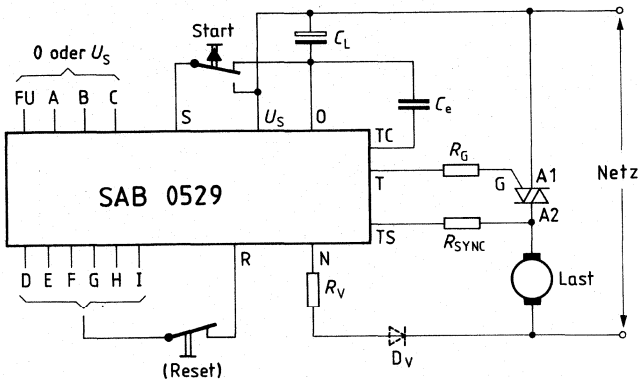 Start
C_L
0 oder U_S
FU A B C
S U_S 0
C_e
TC
R_G
T
G A1
Netz
SAB 0529
A2
TS
R_SYNC
D E F G H I
R N
R_V
Last
(Reset)
D_V